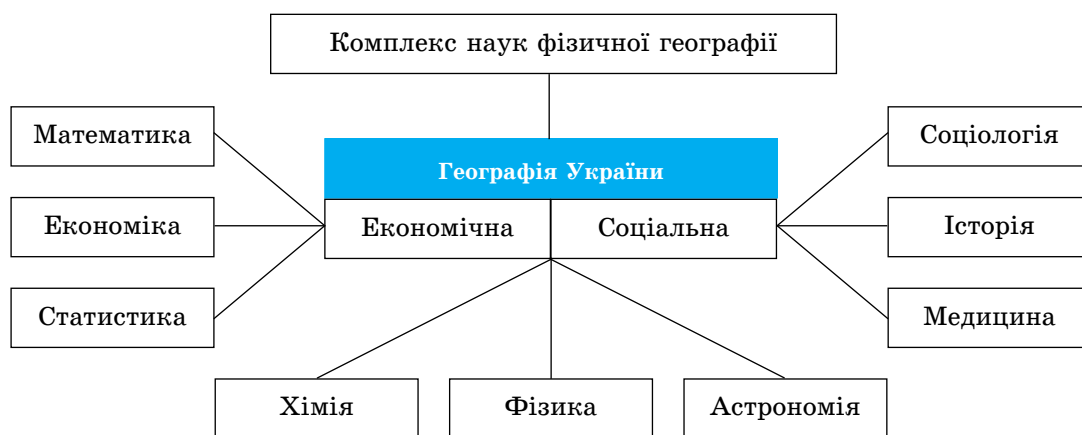 Комплекс наук фізичної географії
Математика
Соціологія
Географія України
Економіка
Економічна
Соціальна
Історія
Статистика
Медицина
Хімія
Фізика
Астрономія